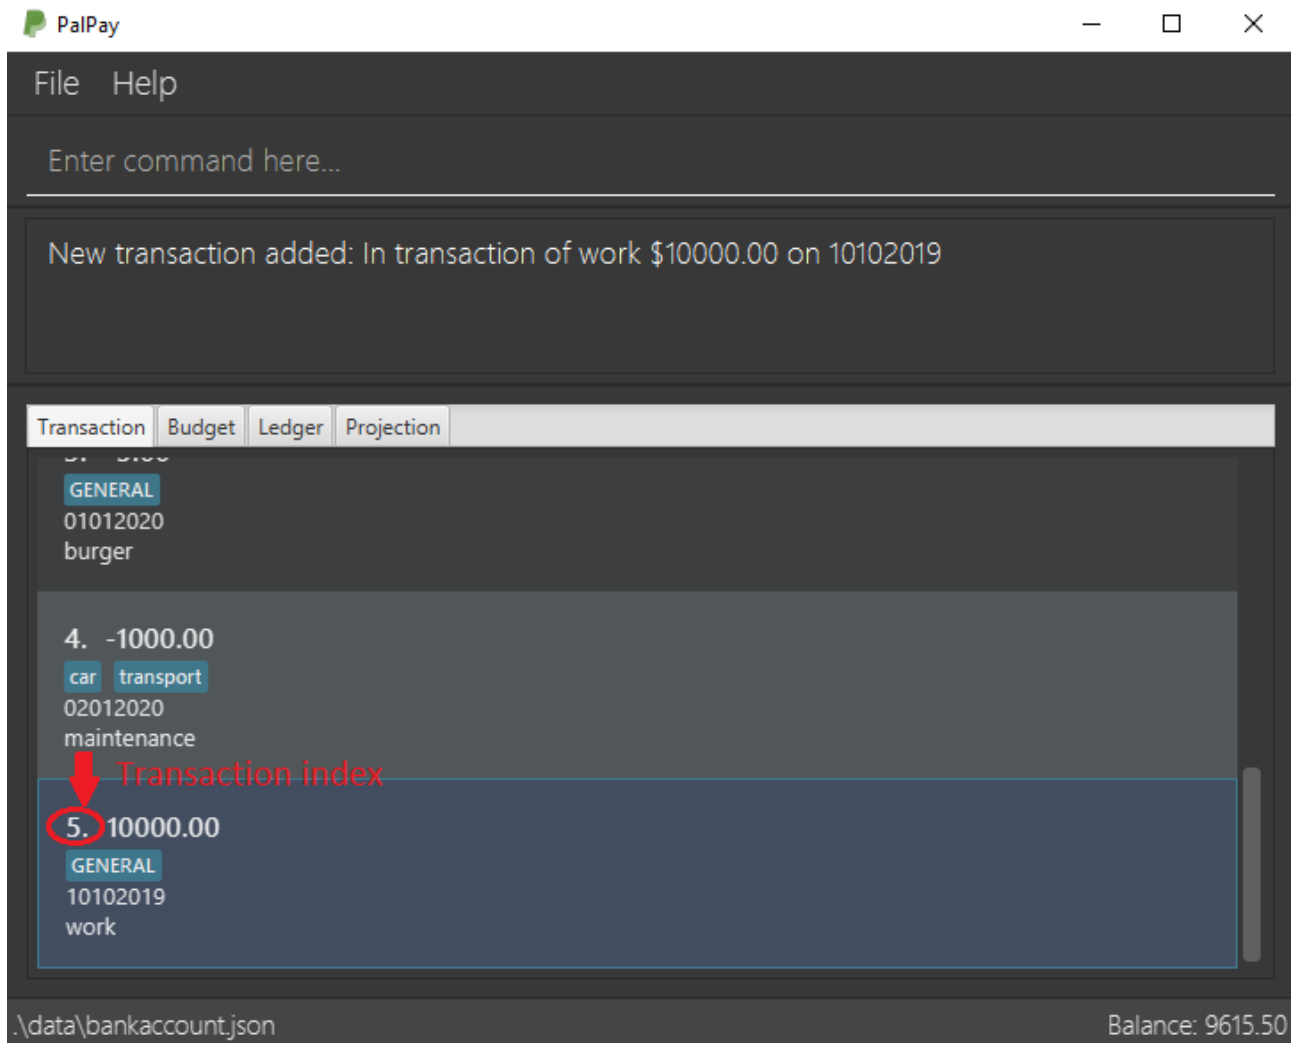 PalPay
File Help
Enter command here...
New transaction added: In transaction of work $10000.00 on 10102019
Transaction Budget Ledger Projection
GENERAL
01012020
burger
4. -1000.00
car transport
02012020
maintenance
Transaction index
5. 10000.00
GENERAL
10102019
work
.\data\bankaccount.json
Balance: 9615.50